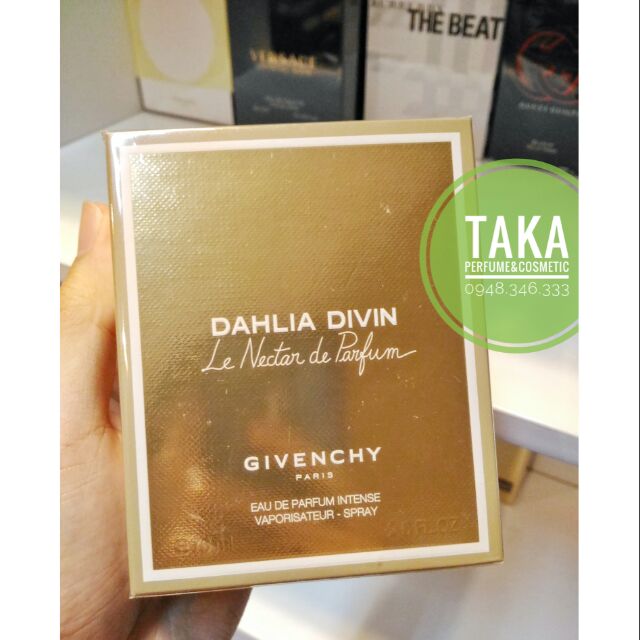 VERSACE
THE BEAT
TAKA
PERFUME&COSMETIC
0948.346.333
DAHLIA DIVIN
Le Nectar de Parfum
GIVENCHY
PARIS
EAU DE PARFUM INTENSE
VAPORISATEUR - SPRAY